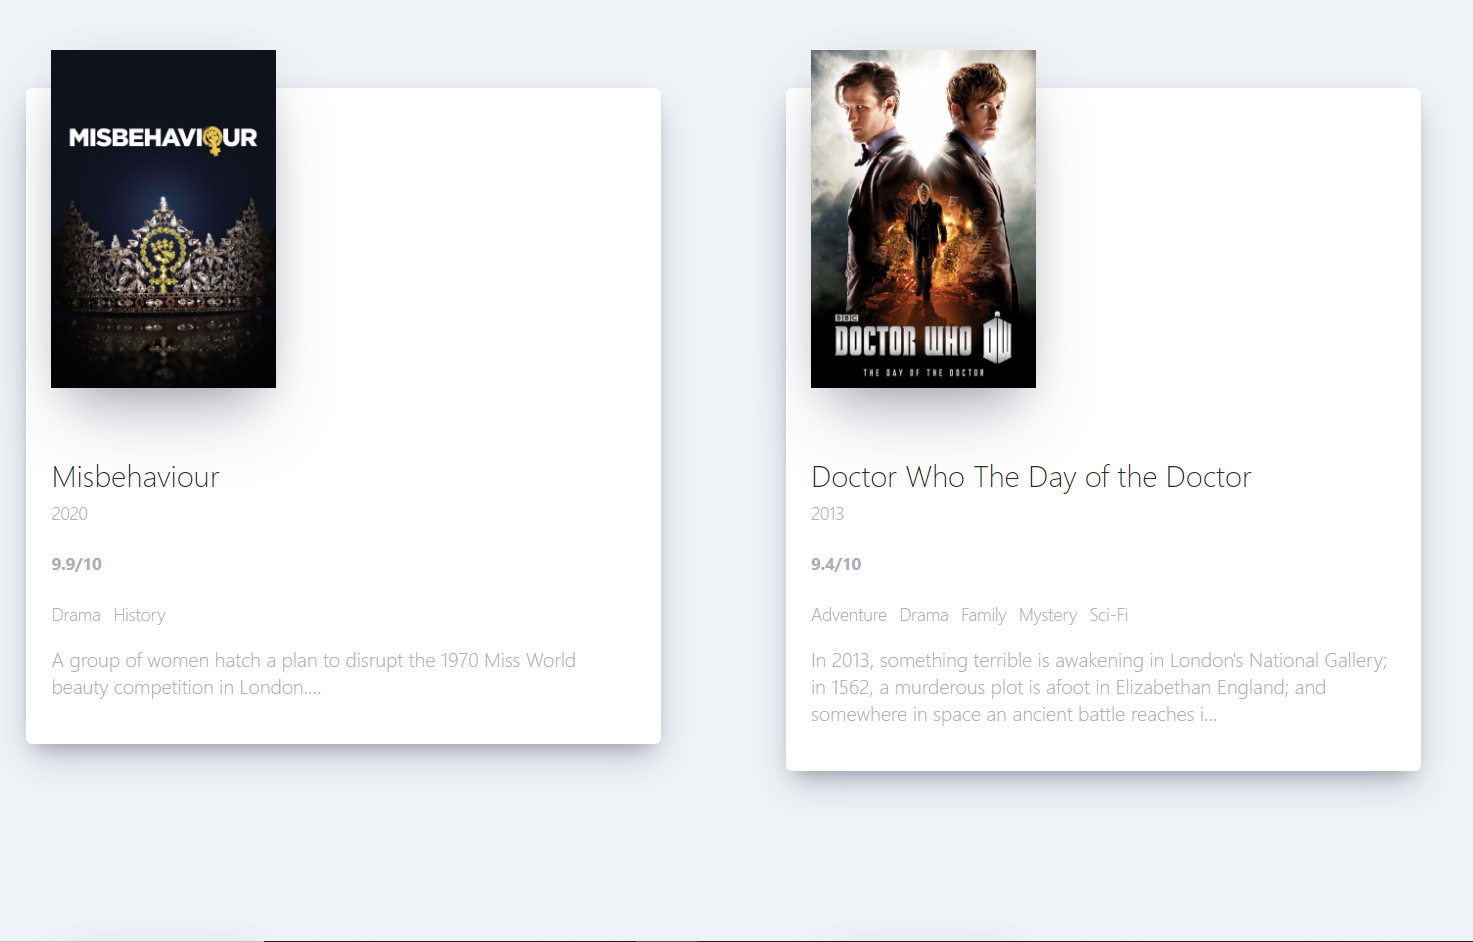 MISBEHAVIOUR
Misbehaviour
2020
9.9/10
Drama History
A group of women hatch a plan to disrupt the 1970 Miss World
beauty competition in London....
BBC
DOCTOR WHO DW
THE DAY OF THE DOCTOR
Doctor Who The Day of the Doctor
2013
9.4/10
Adventure Drama Family Mystery Sci-Fi
In 2013, something terrible is awakening in London's National Gallery;
in 1562, a murderous plot is afoot in Elizabethan England; and
somewhere in space an ancient battle reaches i...